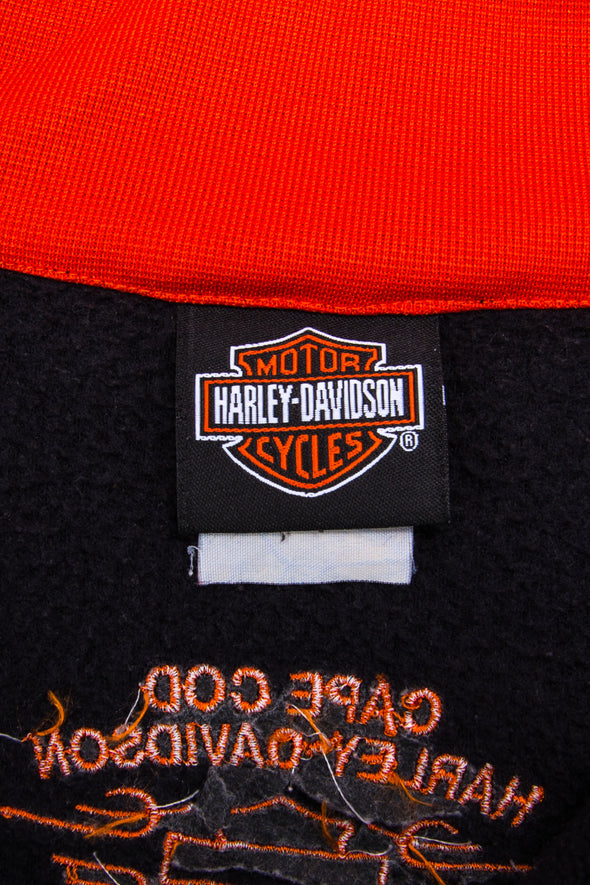 MOTOR
HARLEY-DAVIDSON
CYCLES
®
CAPE COD
HARLEY-DAVIDSON